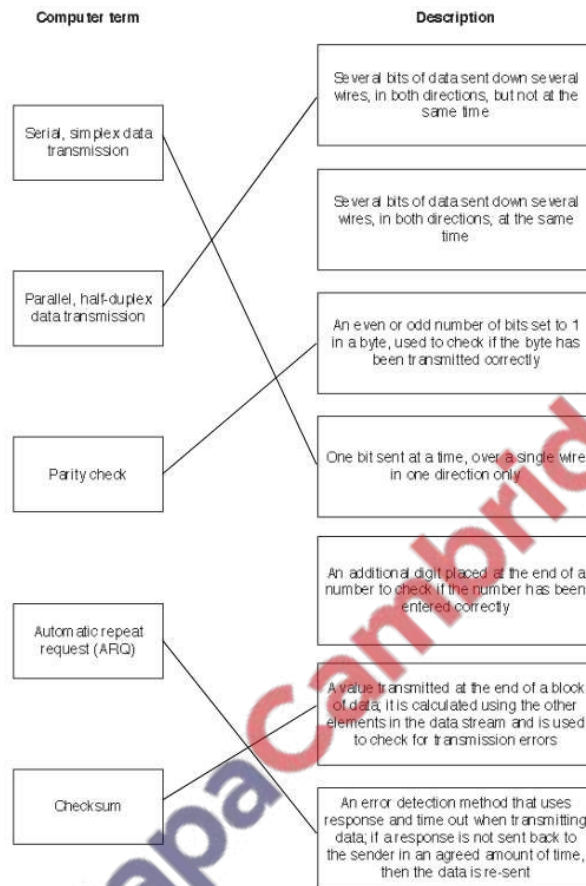 Computer term
Description
Several bits of data sent down several
wires, in both directions, but not at the
same time
Serial, simplex data
transmission
Several bits of data sent down several
wires, in both directions, at the same
time
Parallel, half-duplex
data transmission
An even or odd number of bits set to 1
in a byte, used to check if the byte has
been transmitted correctly
Parity check
One bit sent at a time, over a single wire
in one direction only
An additional digit placed at the end of a
number to check if the number has been
entered correctly
Automatic repeat
request (ARQ)
A value transmitted at the end of a block
of data; it is calculated using the other
elements in the data stream and is used
to check for transmission errors
Checksum
An error detection method that uses
response and time out when transmitting
data; if a response is not sent back to
the sender in an agreed amount of time,
then the data is re-sent
apa Cambrid